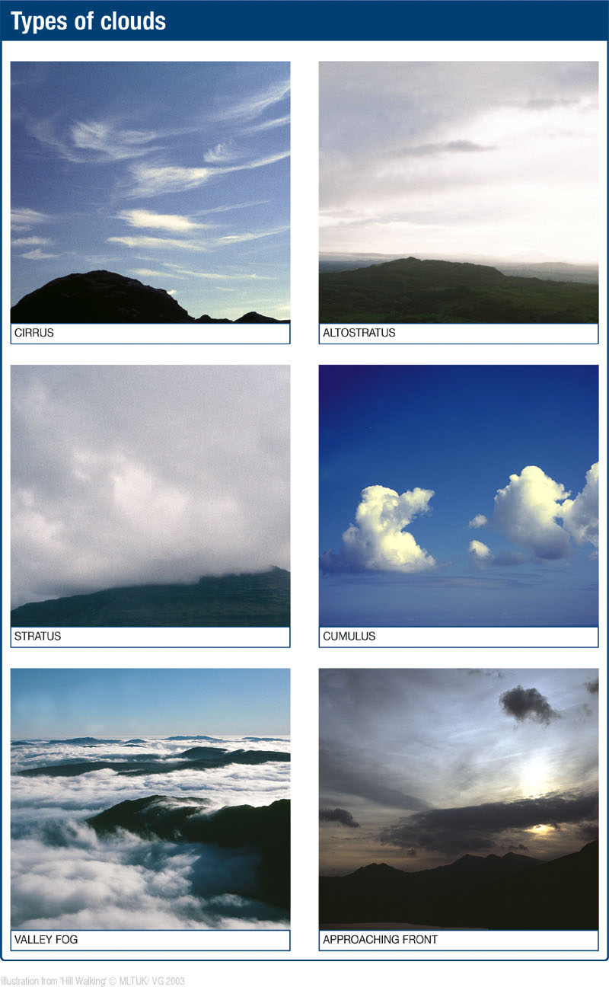 Types of clouds
CIRRUS
ALTOSTRATUS
STRATUS
CUMULUS
VALLEY FOG
APPROACHING FRONT
illustration from 'Hill Walking' © MLTUK/ VG 2003